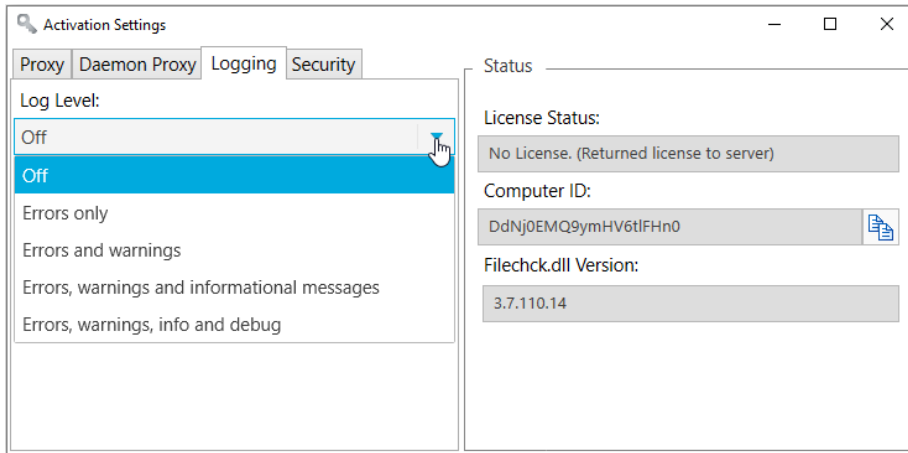 Activation Settings
Proxy Daemon Proxy Logging Security
Log Level:
Off
Off
Errors only
Errors and warnings
Errors, warnings and informational messages
Errors, warnings, info and debug
Status
License Status:
No License. (Returned license to server)
Computer ID:
DdNj0EMQ9ymHV6tlFHn0
Filechck.dll Version:
3.7.110.14